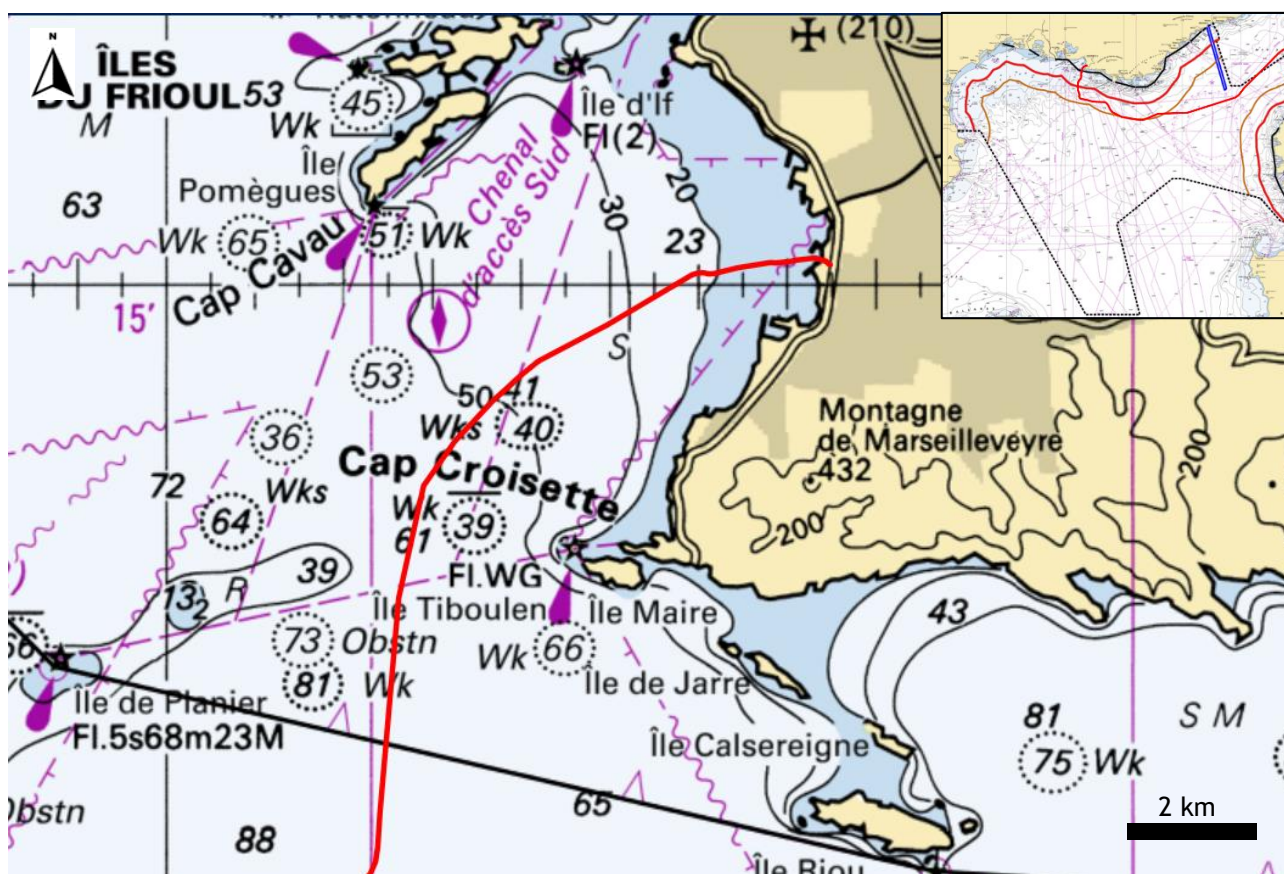 N
ÎLES
DU FRIOUL
53
(210)
45
Wk
M
Île d'If
Fl(2)
Île
Pomègues
Chenal
d'accès Sud
20
30
63
Wk
65
51
Wk
23
Cap Cavau
15'
S
53
50
41
Wks
40
36
Wks
Cap Croisette
Montagne
de Marseilleveyre
432
200
200
72
64
Wk
39
61
Fl.WG
39
R
13₂
Île Tiboulen
Île Maire
43
66
73
Obstn
Wk
66
81
Wk
Île de Jarre
Île de Planier
Fl.5s68m23M
81
S M
75
Wk
Île Calsereigne
Obstn
65
2 km
88
Île Riou